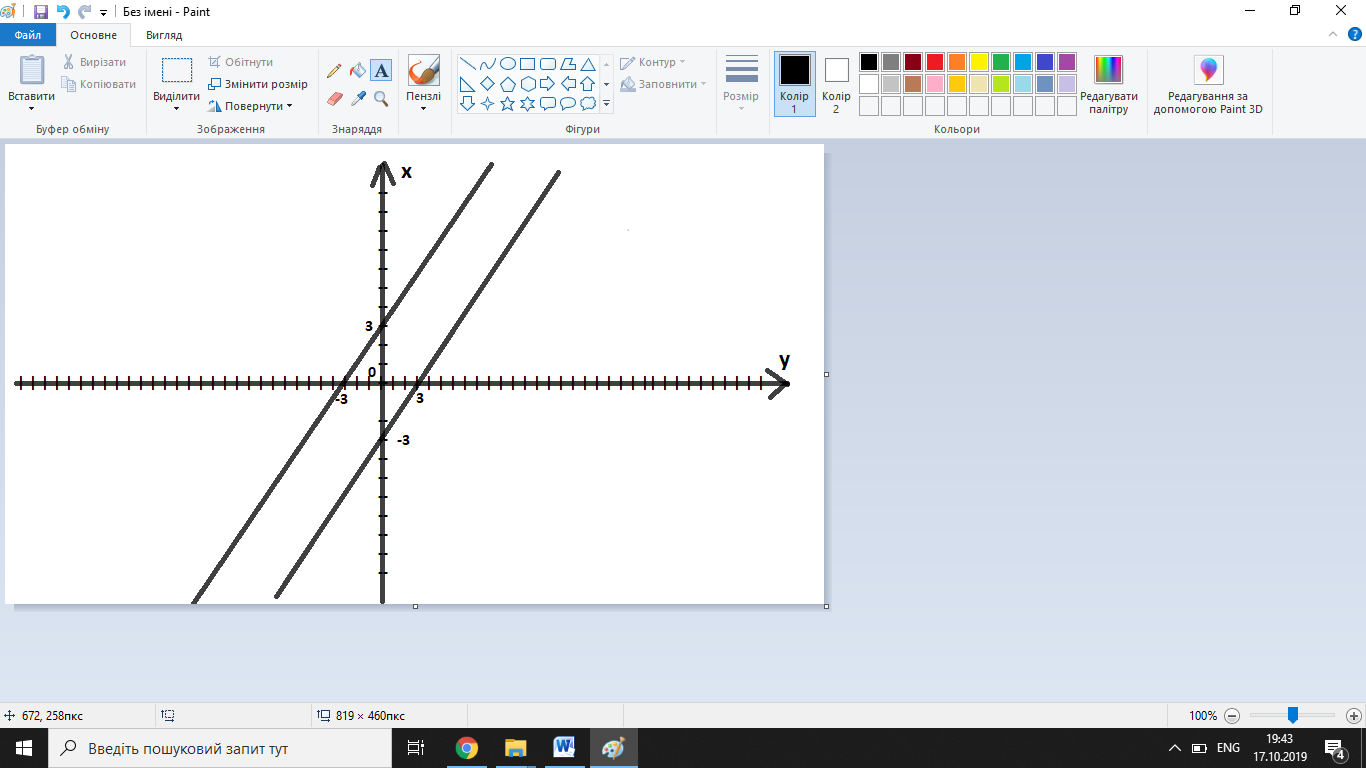 Без імені - Paint
Файл
Основне
Вигляд
Вставити
Вирізати
Копіювати
Буфер обміну
Виділити
Обітнути
Змінити розмір
Повернути
Зображення
A
Знаряддя
Пензлі
Контур
Заповнити
Фігури
Розмір
Колір
1
Колір
2
Кольори
Редагувати
палітру
Редагування за
допомогою Paint 3D
x
3
0
y
-3
3
-3
672, 258пкс
819 × 460пкс
100%
Введіть пошуковий запит тут
ENG
19:43
17.10.2019
4